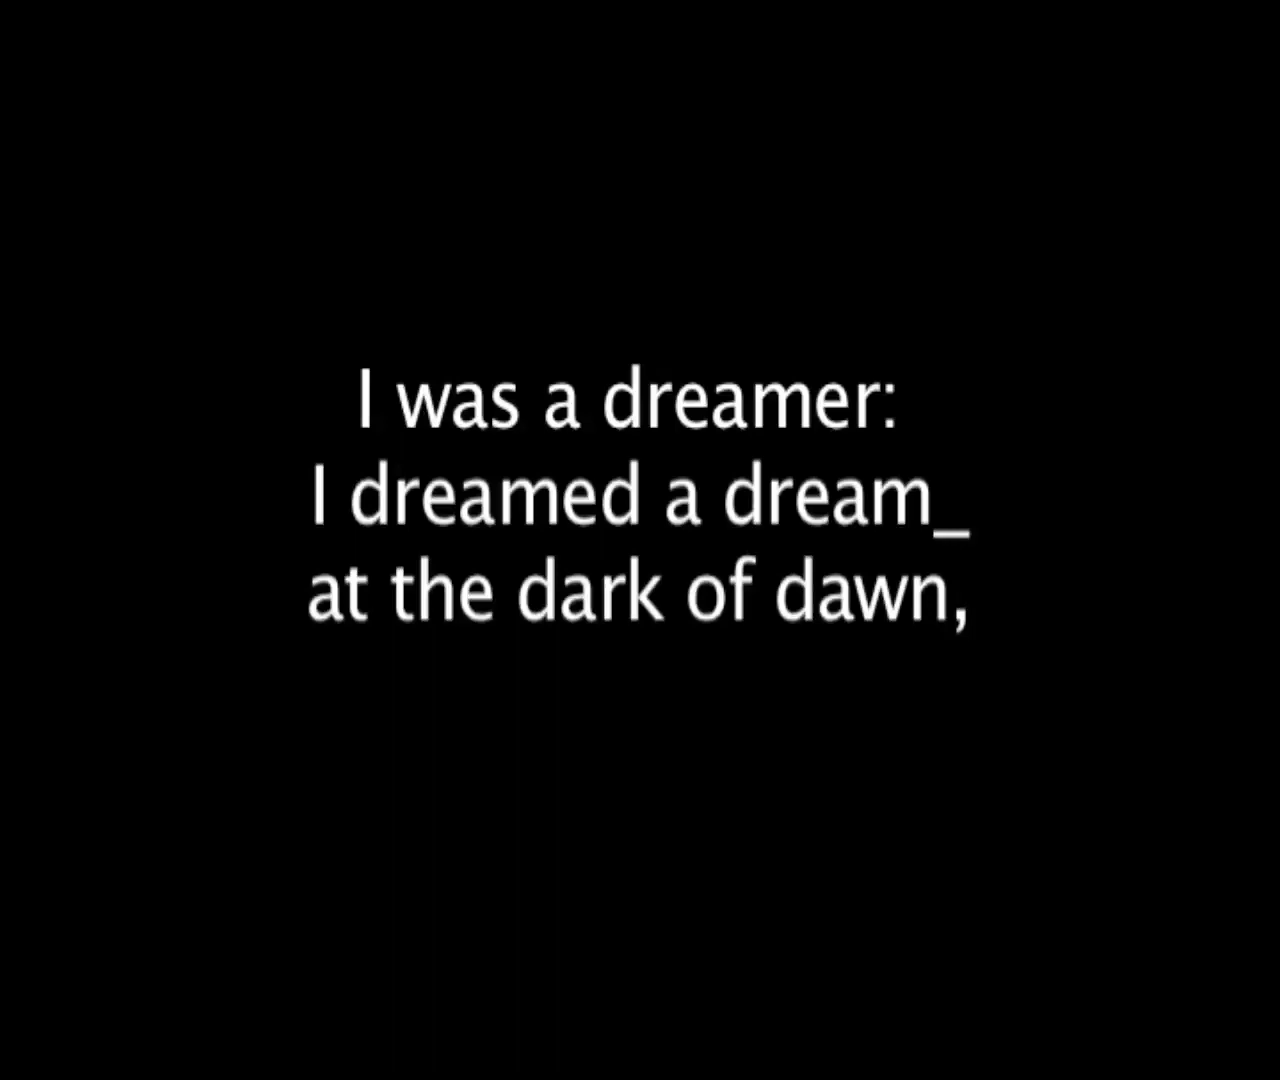 I was a dreamer:
I dreamed a dream_
at the dark of dawn,